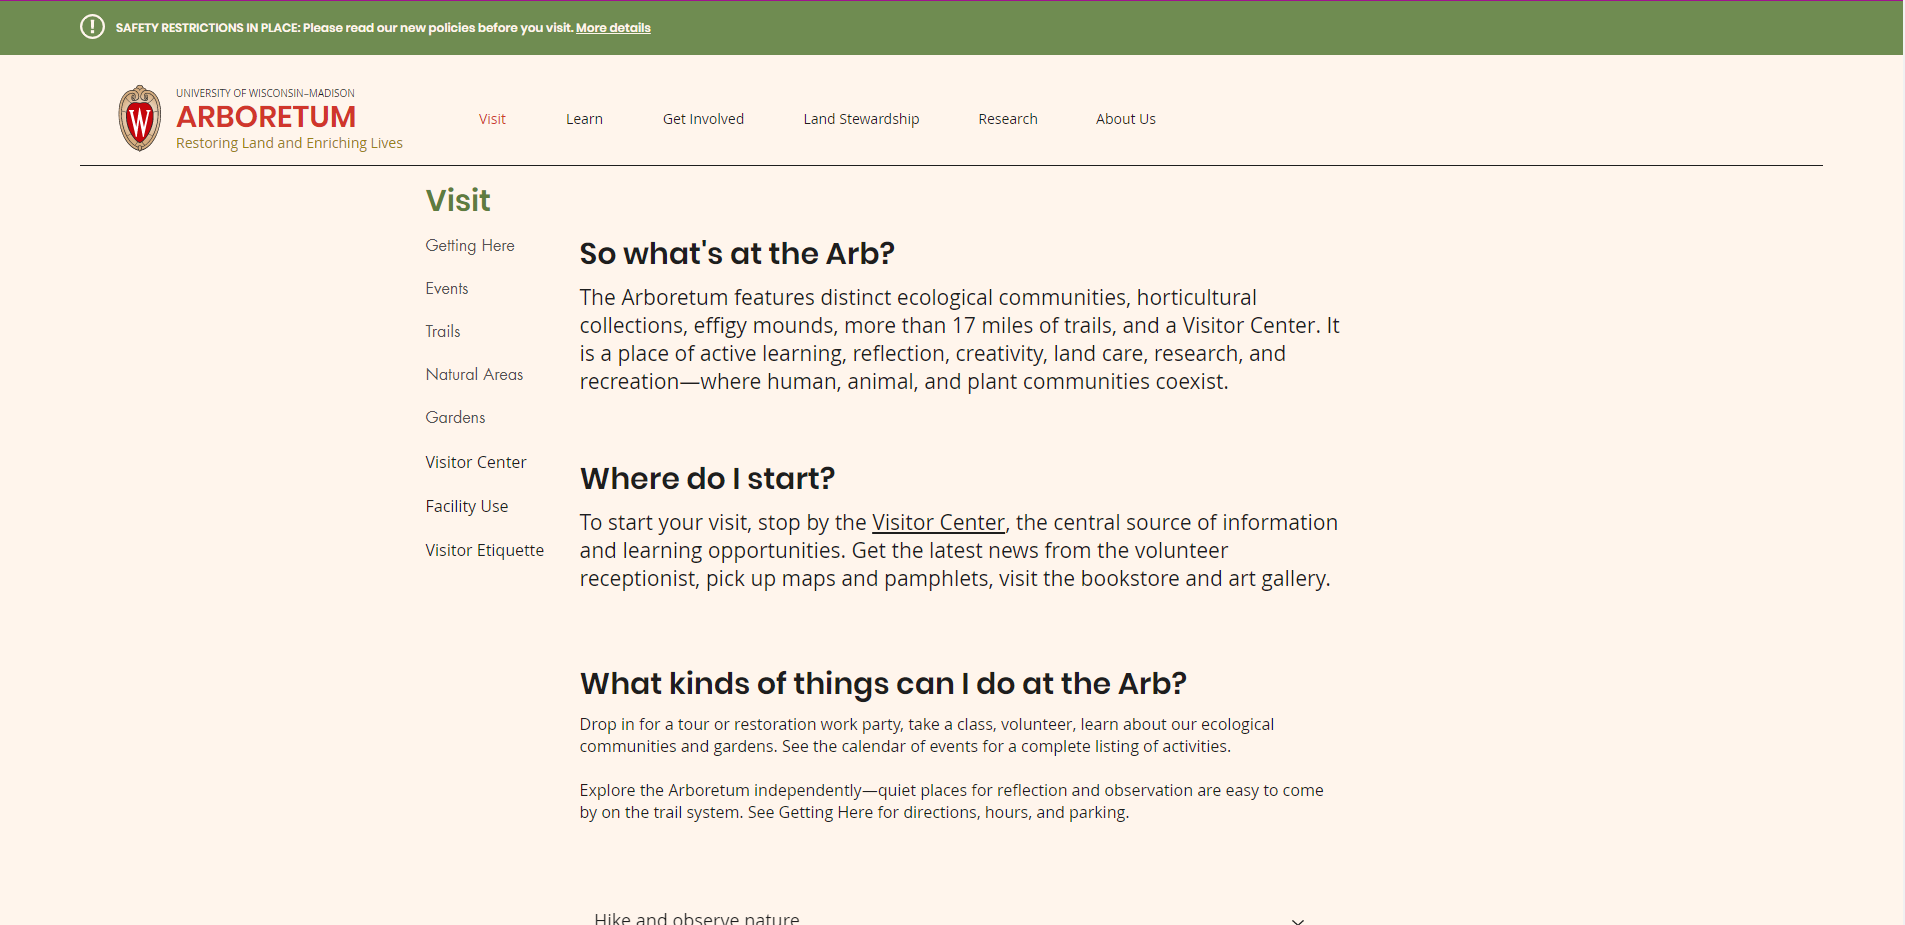 SAFETY RESTRICTIONS IN PLACE: Please read our new policies before you visit. More details
UNIVERSITY OF WISCONSIN–MADISON
ARBORETUM
Restoring Land and Enriching Lives
W
Visit
Learn
Get Involved
Land Stewardship
Research
About Us
Visit
Getting Here
Events
Trails
Natural Areas
Gardens
Visitor Center
Facility Use
Visitor Etiquette
So what's at the Arb?
The Arboretum features distinct ecological communities, horticultural
collections, effigy mounds, more than 17 miles of trails, and a Visitor Center. It
is a place of active learning, reflection, creativity, land care, research, and
recreation—where human, animal, and plant communities coexist.
Where do I start?
To start your visit, stop by the Visitor Center, the central source of information
and learning opportunities. Get the latest news from the volunteer
receptionist, pick up maps and pamphlets, visit the bookstore and art gallery.
What kinds of things can I do at the Arb?
Drop in for a tour or restoration work party, take a class, volunteer, learn about our ecological
communities and gardens. See the calendar of events for a complete listing of activities.
Explore the Arboretum independently—quiet places for reflection and observation are easy to come
by on the trail system. See Getting Here for directions, hours, and parking.
Hike and observe nature